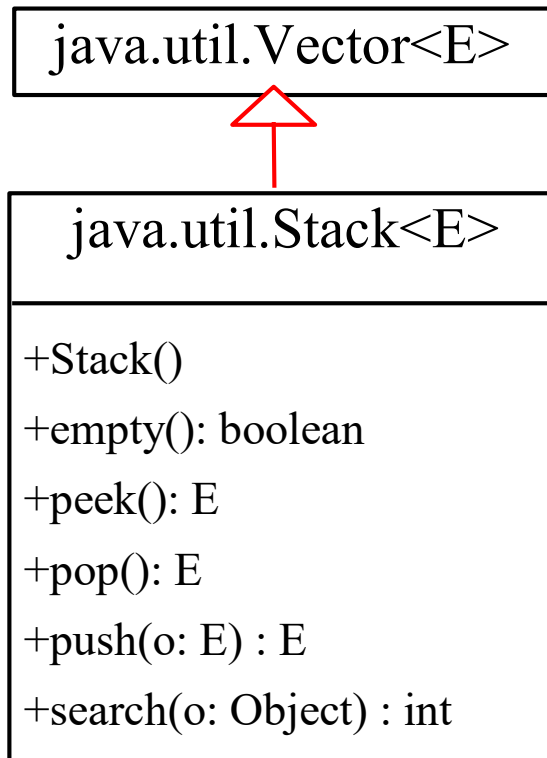 java.util.Vector<E>
java.util.Stack<E>
+Stack()
+empty(): boolean
+peek(): E
+pop(): E
+push(o: E) : E
+search(o: Object) : int